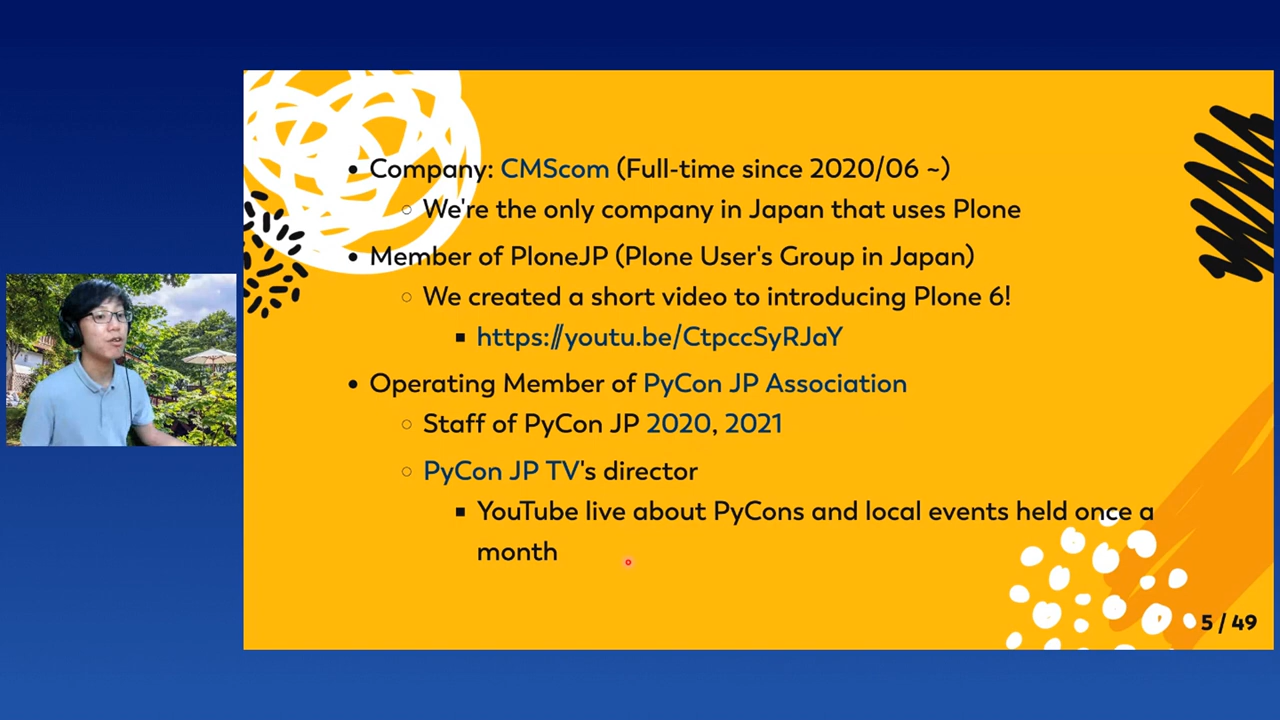 Company: CMScom (Full-time since 2020/06 ~)
We're the only company in Japan that uses Plone
Member of PloneJP (Plone User's Group in Japan)
We created a short video to introducing Plone 6!
https://youtu.be/CtpccSyRJaY
Operating Member of PyCon JP Association
Staff of PyCon JP 2020, 2021
PyCon JP TV's director
YouTube live about PyCons and local events held once a
month
5 / 49